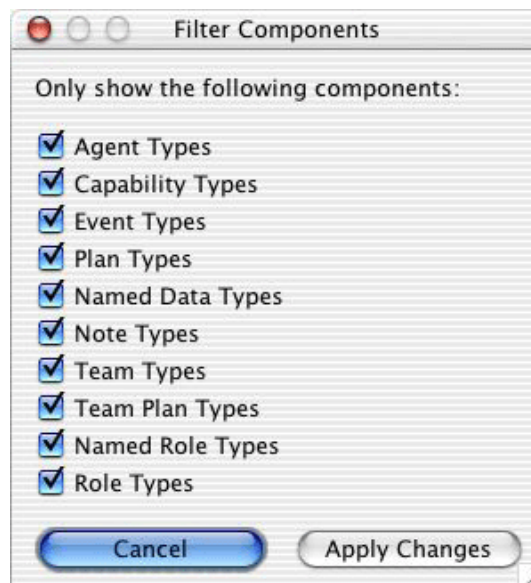 Filter Components
Only show the following components:
Agent Types
Capability Types
Event Types
Plan Types
Named Data Types
Note Types
Team Types
Team Plan Types
Named Role Types
Role Types
Cancel Apply Changes